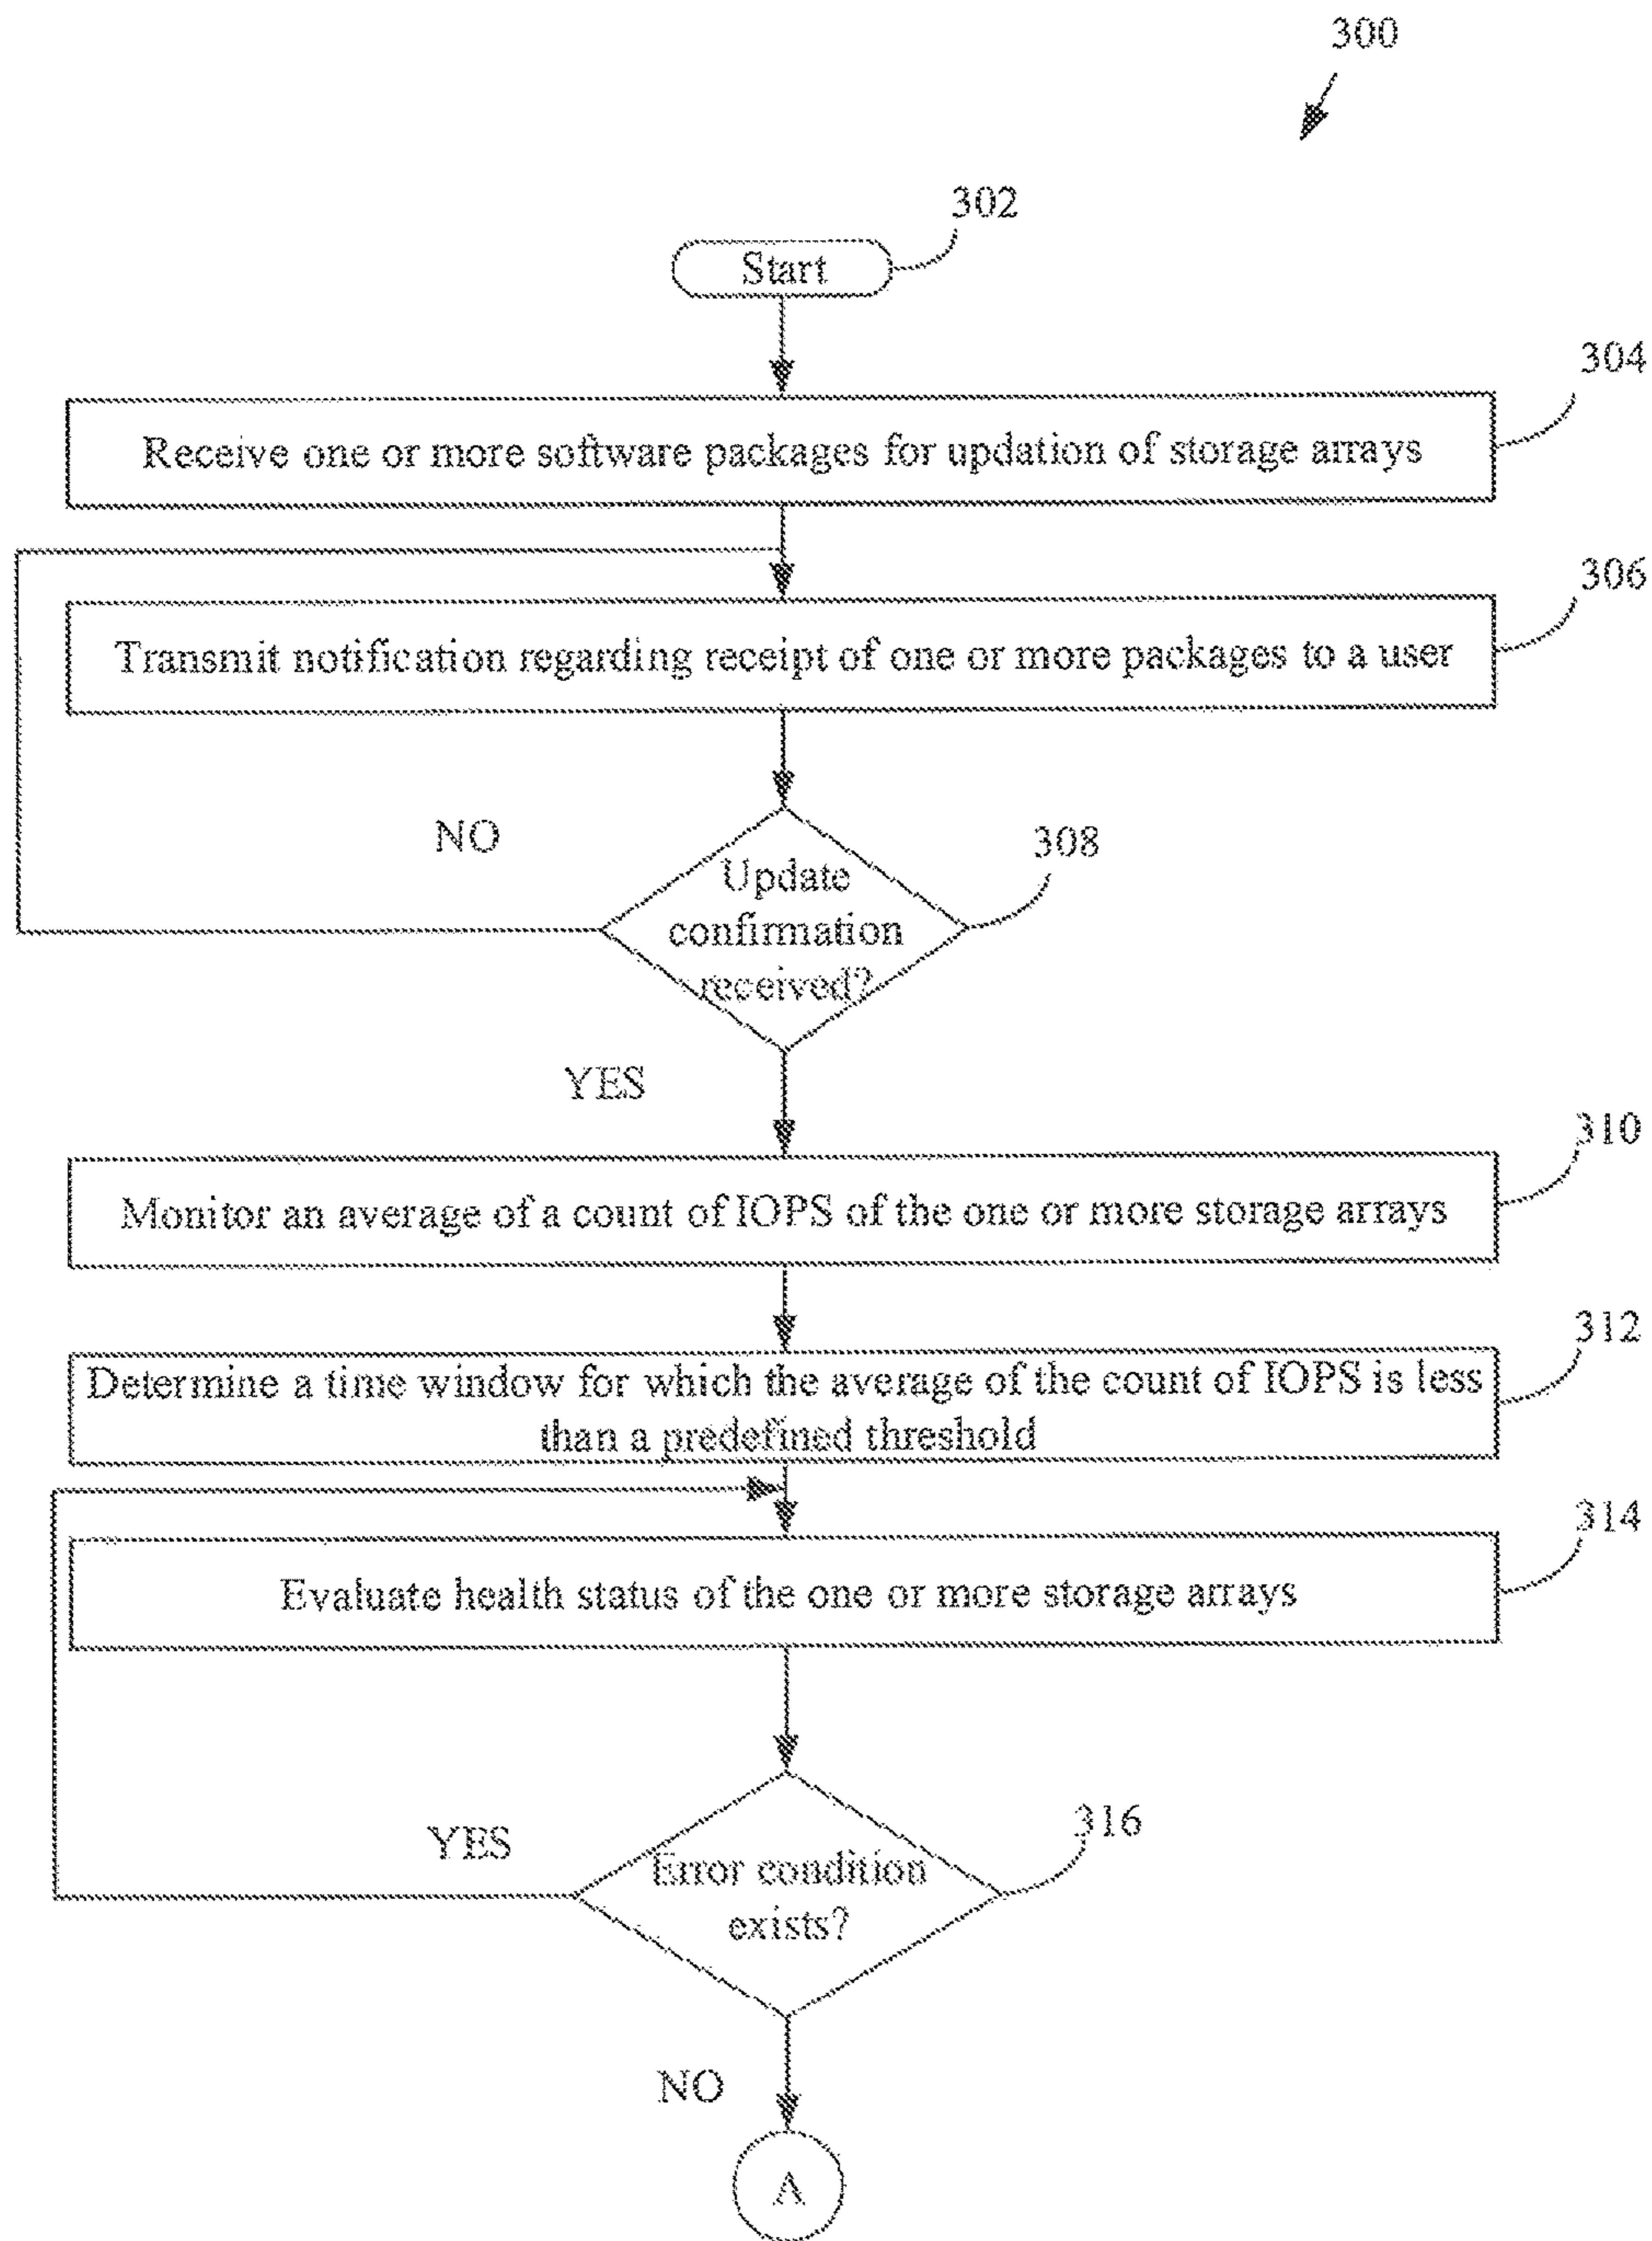 300
302
Start
304
Receive one or more software packages for updation of storage arrays
306
Transmit notification regarding receipt of one or more packages to a user
NO
308
Update
confirmation
received?
YES
310
Monitor an average of a count of IOPS of the one or more storage arrays
312
Determine a time window for which the average of the count of IOPS is less
than a predefined threshold
314
Evaluate health status of the one or more storage arrays
YES
316
Error condition
exists?
NO
A